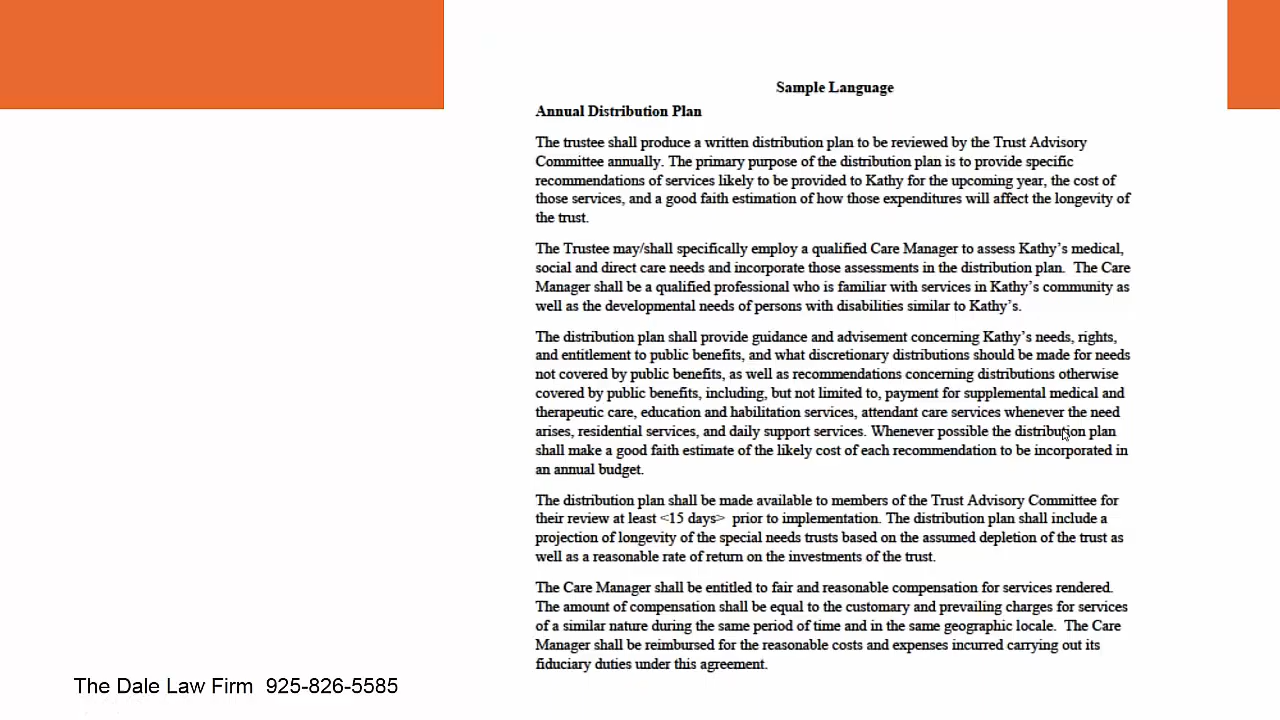 Sample Language
Annual Distribution Plan
The trustee shall produce a written distribution plan to be reviewed by the Trust Advisory
Committee annually. The primary purpose of the distribution plan is to provide specific
recommendations of services likely to be provided to Kathy for the upcoming year, the cost of
those services, and a good faith estimation of how those expenditures will affect the longevity of
the trust.
The Trustee may/shall specifically employ a qualified Care Manager to assess Kathy’s medical,
social and direct care needs and incorporate those assessments in the distribution plan.  The Care
Manager shall be a qualified professional who is familiar with services in Kathy’s community as
well as the developmental needs of persons with disabilities similar to Kathy’s.
The distribution plan shall provide guidance and advisement concerning Kathy’s needs, rights,
and entitlement to public benefits, and what discretionary distributions should be made for needs
not covered by public benefits, as well as recommendations concerning distributions otherwise
covered by public benefits, including, but not limited to, payment for supplemental medical and
therapeutic care, education and habilitation services, attendant care services whenever the need
arises, residential services, and daily support services. Whenever possible the distribution plan
shall make a good faith estimate of the likely cost of each recommendation to be incorporated in
an annual budget.
The distribution plan shall be made available to members of the Trust Advisory Committee for
their review at least <15 days>  prior to implementation. The distribution plan shall include a
projection of longevity of the special needs trusts based on the assumed depletion of the trust as
well as a reasonable rate of return on the investments of the trust.
The Care Manager shall be entitled to fair and reasonable compensation for services rendered.
The amount of compensation shall be equal to the customary and prevailing charges for services
of a similar nature during the same period of time and in the same geographic locale.  The Care
Manager shall be reimbursed for the reasonable costs and expenses incurred carrying out its
fiduciary duties under this agreement.
The Dale Law Firm  925-826-5585